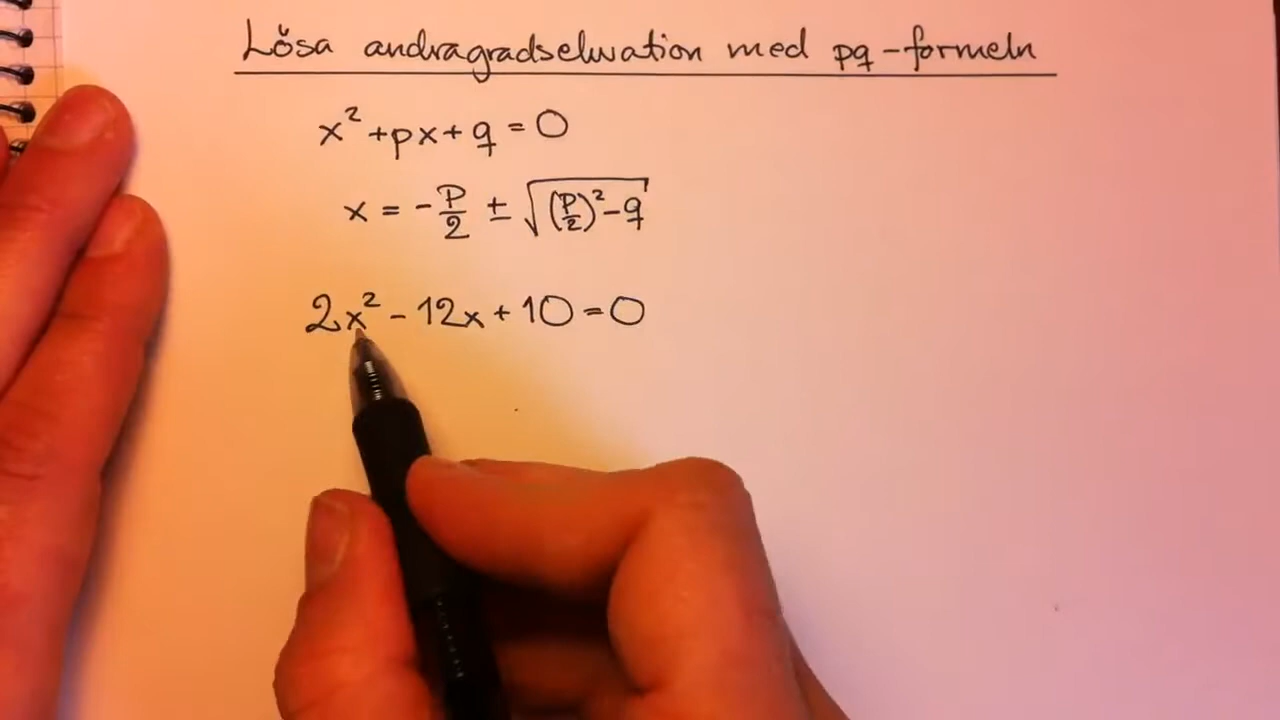 Lösa andragradsekvation med pq-formeln
x² + px + q = 0
x = -p/2 ± √((p/2)² - q)
2x² - 12x + 10 = 0